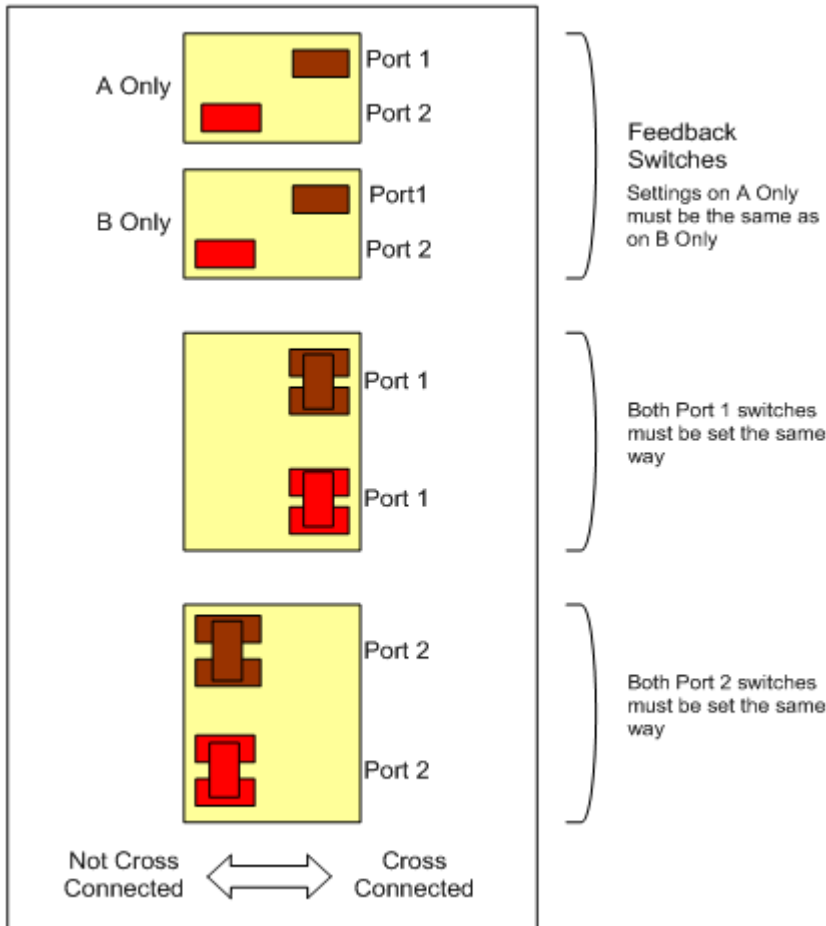 A Only
Port 1
Port 2
B Only
Port1
Port 2
Feedback
Switches
Settings on A Only
must be the same as
on B Only
Port 1
Port 1
Both Port 1 switches
must be set the same
way
Port 2
Port 2
Both Port 2 switches
must be set the same
way
Not Cross
Connected
Cross
Connected